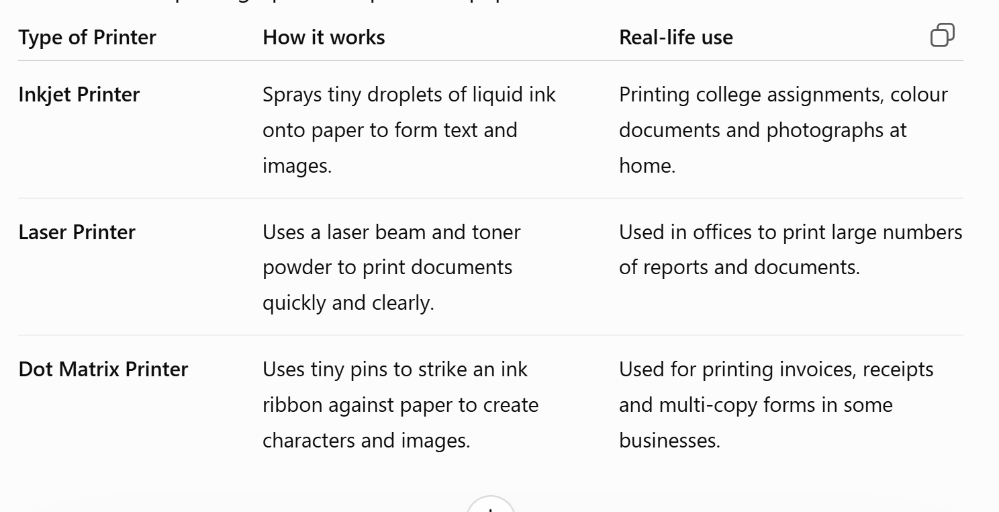 Type of Printer How it works Real-life use
Inkjet Printer Sprays tiny droplets of liquid ink Printing college assignments, colour
onto paper to form text and documents and photographs at
images. home.
Laser Printer Uses a laser beam and toner Used in offices to print large numbers
powder to print documents of reports and documents.
quickly and clearly.
Dot Matrix Printer Uses tiny pins to strike an ink Used for printing invoices, receipts
ribbon against paper to create and multi-copy forms in some
characters and images. businesses.